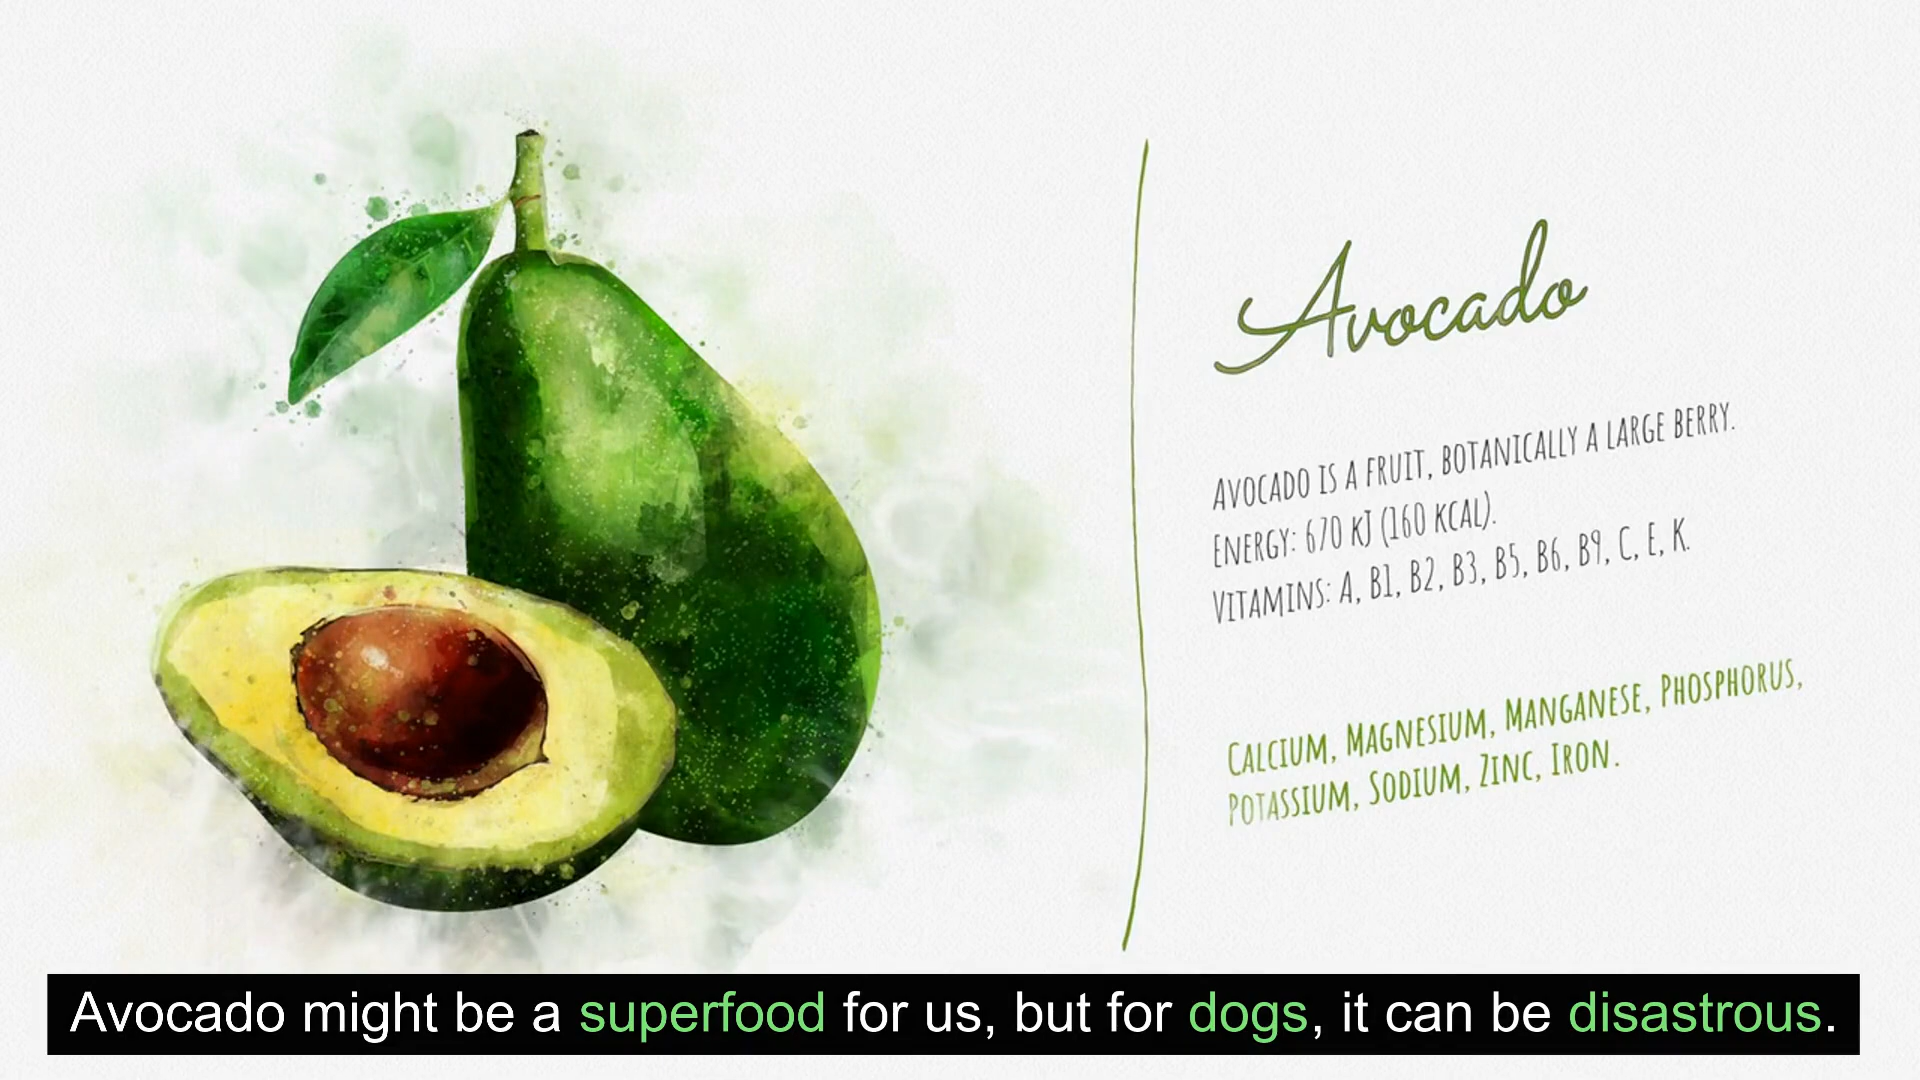 Avocado
Avocado is a fruit, botanically a large berry.
Energy: 670 kJ (160 kcal).
Vitamins: A, B1, B2, B3, B5, B6, B9, C, E, K.
Calcium, Magnesium, Manganese, Phosphorus,
Potassium, Sodium, Zinc, Iron.
Avocado might be a superfood for us, but for dogs, it can be disastrous.